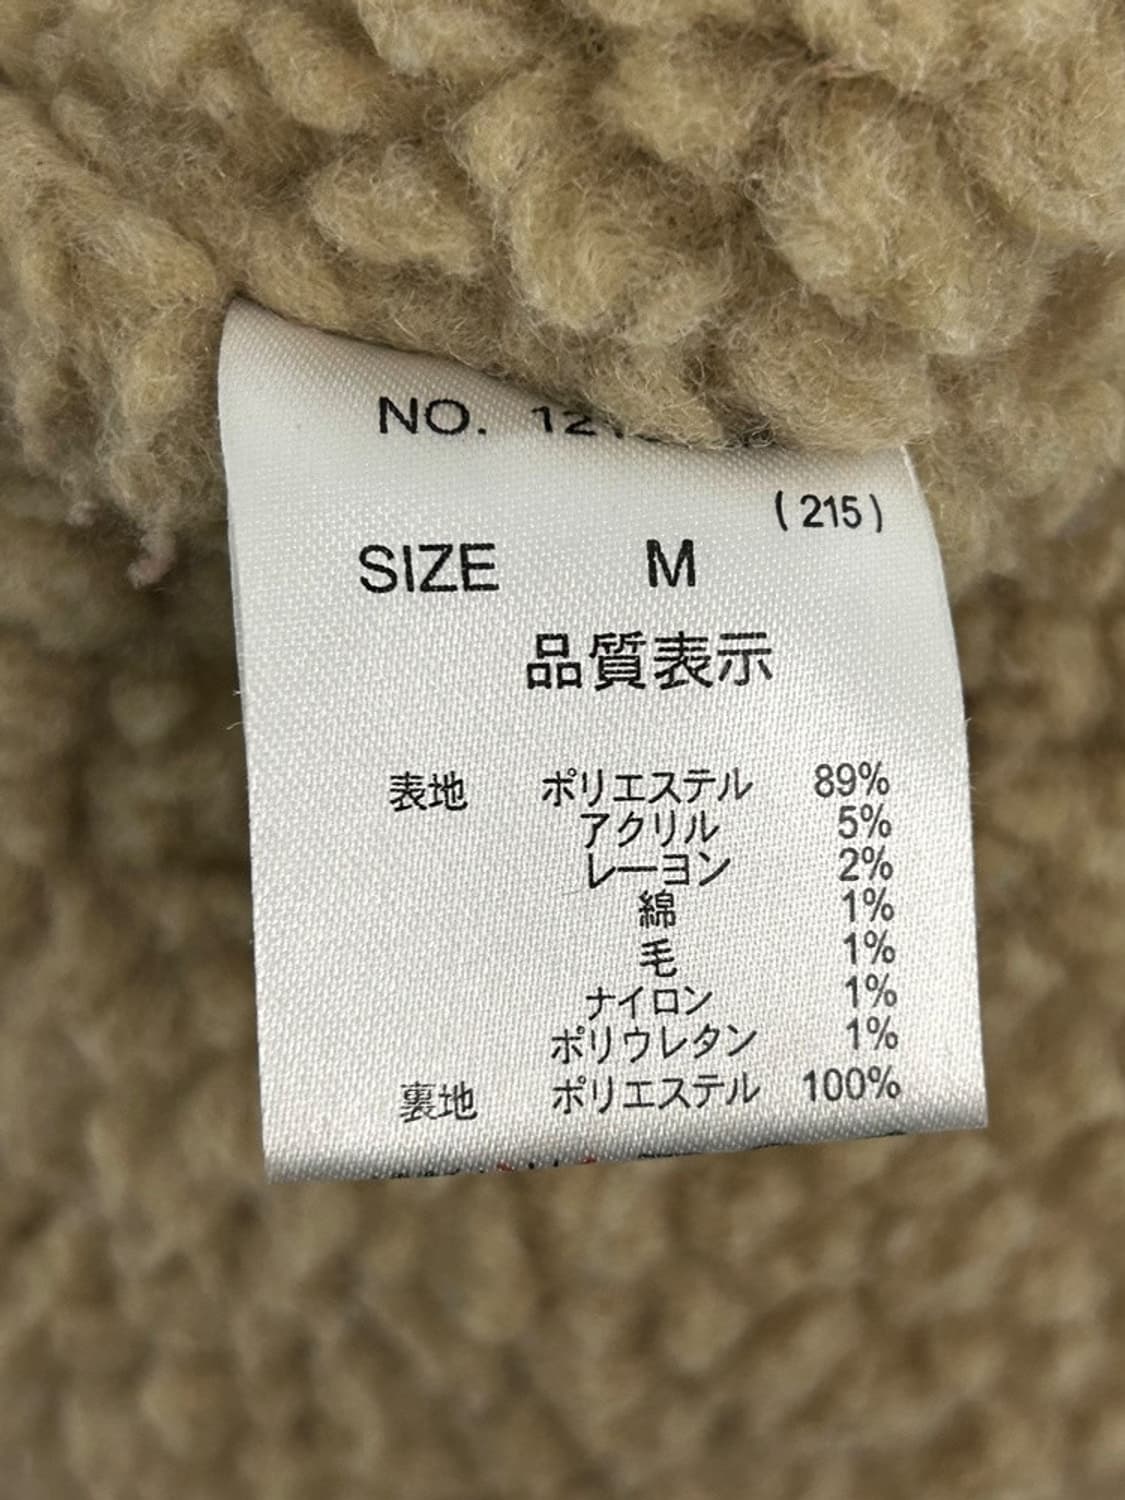 NO.
(215)
SIZE M
品質表示
表地 ポリエステル 89%
アクリル 5%
レーヨン 2%
綿 1%
毛 1%
ナイロン 1%
ポリウレタン 1%
裏地 ポリエステル 100%